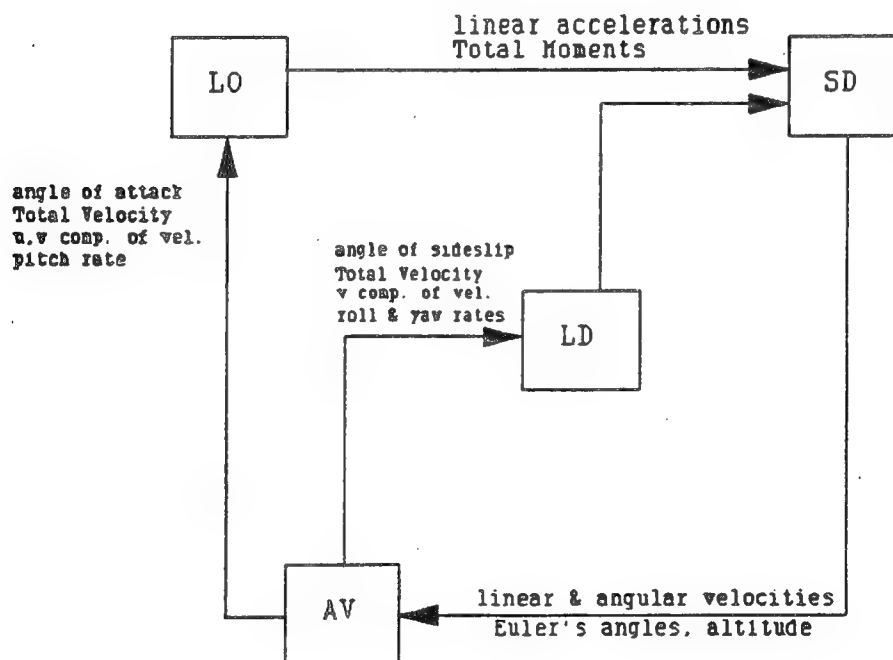 linear accelerations
Total Moments
LO
SD
angle of attack
Total Velocity
u,v comp. of vel.
pitch rate
angle of sideslip
Total Velocity
v comp. of vel.
roll & yaw rates
LD
AV
linear & angular velocities
Euler's angles, altitude